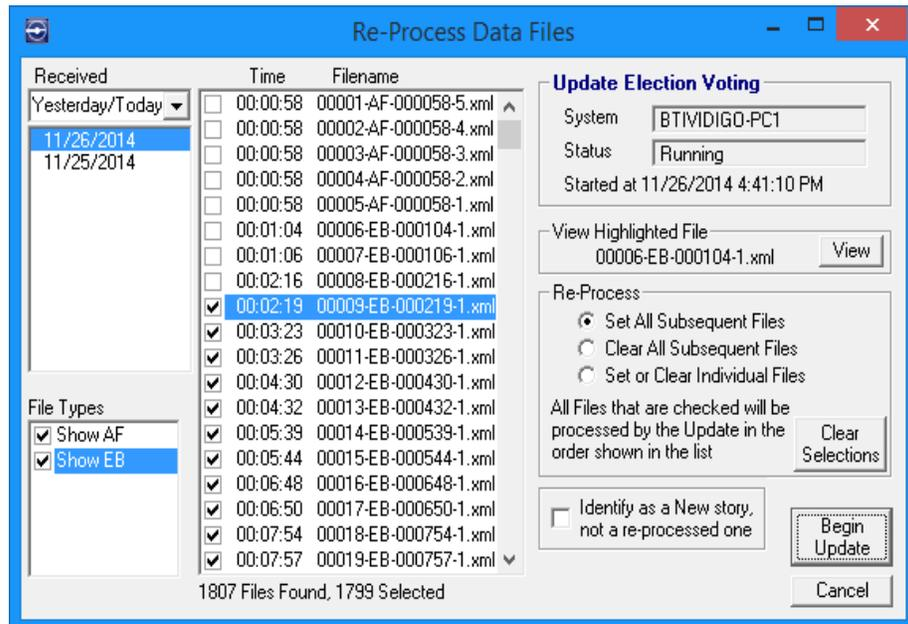 Re-Process Data Files
Received
Yesterday/Today
11/26/2014
11/25/2014
File Types
Show AF
Show EB
Time Filename
00:00:58 00001-AF-000058-5.xml
00:00:58 00002-AF-000058-4.xml
00:00:58 00003-AF-000058-3.xml
00:00:58 00004-AF-000058-2.xml
00:00:58 00005-AF-000058-1.xml
00:01:04 00006-EB-000104-1.xml
00:01:06 00007-EB-000106-1.xml
00:02:16 00008-EB-000216-1.xml
00:02:19 00009-EB-000219-1.xml
00:03:23 00010-EB-000323-1.xml
00:03:26 00011-EB-000326-1.xml
00:04:30 00012-EB-000430-1.xml
00:04:32 00013-EB-000432-1.xml
00:05:39 00014-EB-000539-1.xml
00:05:44 00015-EB-000544-1.xml
00:06:48 00016-EB-000648-1.xml
00:06:50 00017-EB-000650-1.xml
00:07:54 00018-EB-000754-1.xml
00:07:57 00019-EB-000757-1.xml
1807 Files Found, 1799 Selected
Update Election Voting
System BTIVIDIGO-PC1
Status Running
Started at 11/26/2014 4:41:10 PM
View Highlighted File
00006-EB-000104-1.xml View
Re-Process
Set All Subsequent Files
Clear All Subsequent Files
Set or Clear Individual Files
All Files that are checked will be
processed by the Update in the
order shown in the list
Clear
Selections
Identify as a New story,
not a re-processed one
Begin
Update
Cancel